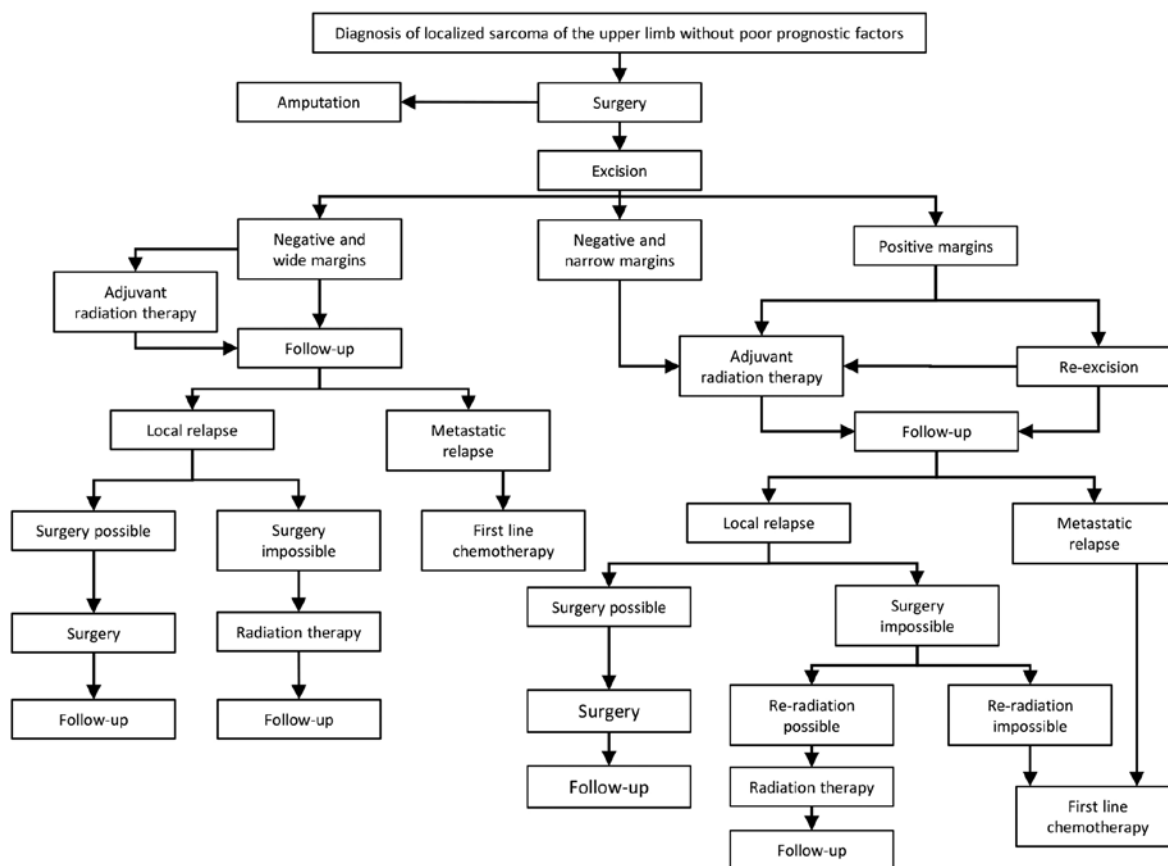 Diagnosis of localized sarcoma of the upper limb without poor prognostic factors
Amputation
Surgery
Excision
Negative and
wide margins
Negative and
narrow margins
Positive margins
Adjuvant
radiation therapy
Follow-up
Adjuvant
radiation therapy
Re-excision
Local relapse
Metastatic
relapse
Follow-up
Surgery possible
Surgery
impossible
First line
chemotherapy
Local relapse
Metastatic
relapse
Surgery
Radiation therapy
Surgery possible
Surgery
impossible
Follow-up
Follow-up
Surgery
Re-radiation
possible
Re-radiation
impossible
Follow-up
Radiation therapy
First line
chemotherapy
Follow-up